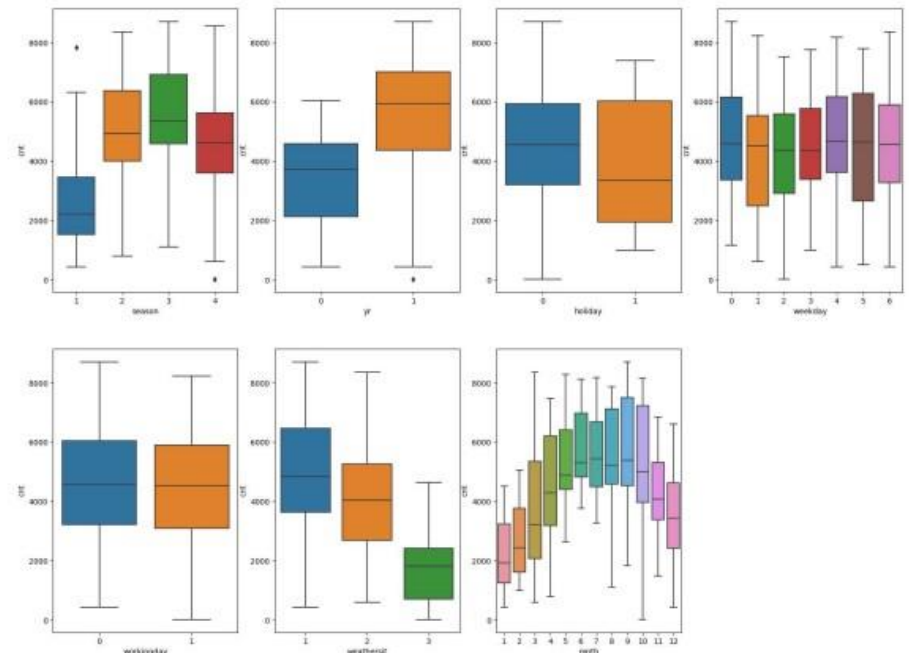 8000 8000 8000 8000
6000 6000 6000 6000
cnt cnt cnt cnt
4000 4000 4000 4000
2000 2000 2000 2000
0 0 0 0
1 2 3 4 0 1 0 1 0 1 2 3 4 5 6
season yr holiday weekday
8000 8000 8000
6000 6000 6000
cnt cnt cnt
4000 4000 4000
2000 2000 2000
0 0 0
0 1 1 2 3 1 2 3 4 5 6 7 8 9 10 11 12
workingday weathersit mnth